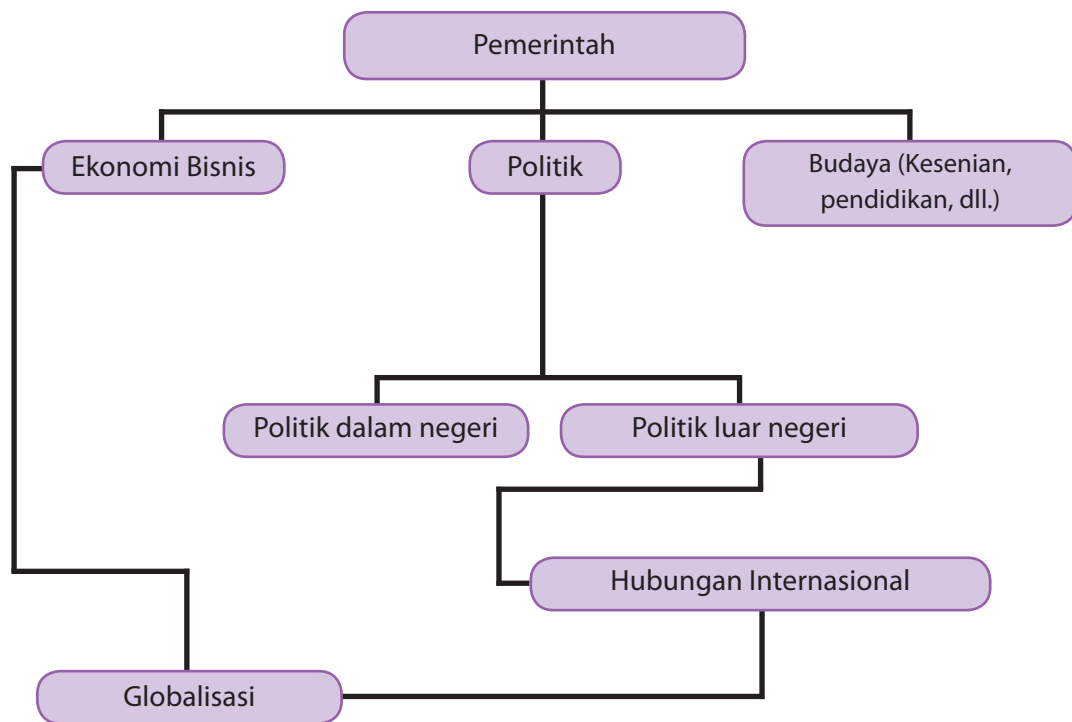 Pemerintah
Ekonomi Bisnis
Politik
Budaya (Kesenian,
pendidikan, dll.)
Politik dalam negeri
Politik luar negeri
Hubungan Internasional
Globalisasi